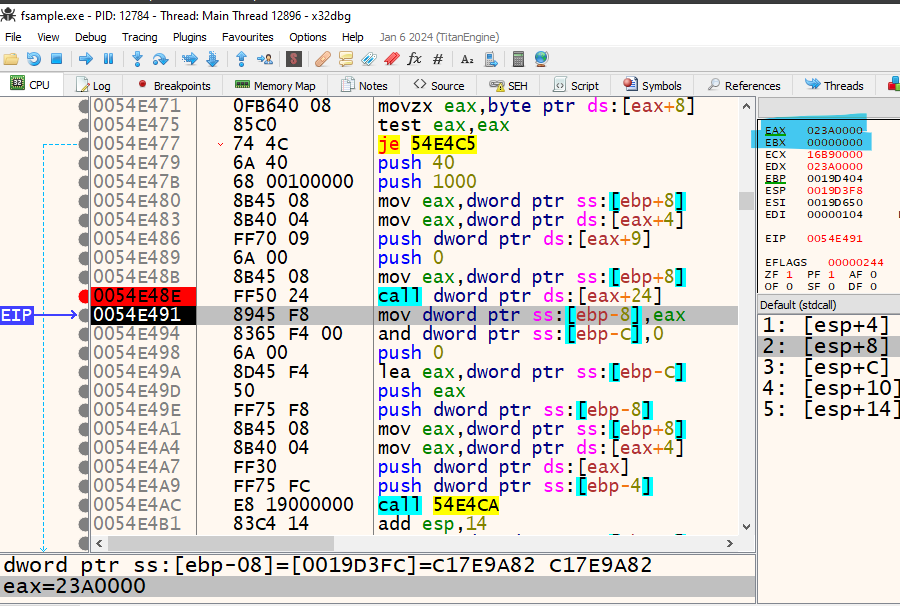 fsample.exe - PID: 12784 - Thread: Main Thread 12896 - x32dbg
File View Debug Tracing Plugins Favourites Options Help Jan 6 2024 (TitanEngine)
CPU Log Breakpoints Memory Map Notes Source SEH Script Symbols References Threads
0054E471 0FB640 08 movzx eax,byte ptr ds:[eax+8]
0054E475 85C0 test eax,eax
0054E477 74 4C je 54E4C5
0054E479 6A 40 push 40
0054E47B 68 00100000 push 1000
0054E480 8B45 08 mov eax,dword ptr ss:[ebp+8]
0054E483 8B40 04 mov eax,dword ptr ds:[eax+4]
0054E486 FF70 09 push dword ptr ds:[eax+9]
0054E489 6A 00 push 0
0054E48B 8B45 08 mov eax,dword ptr ss:[ebp+8]
0054E48E FF50 24 call dword ptr ds:[eax+24]
EIP 0054E491 8945 F8 mov dword ptr ss:[ebp-8],eax
0054E494 8365 F4 00 and dword ptr ss:[ebp-C],0
0054E498 6A 00 push 0
0054E49A 8D45 F4 lea eax,dword ptr ss:[ebp-C]
0054E49D 50 push eax
0054E49E FF75 F8 push dword ptr ss:[ebp-8]
0054E4A1 8B45 08 mov eax,dword ptr ss:[ebp+8]
0054E4A4 8B40 04 mov eax,dword ptr ds:[eax+4]
0054E4A7 FF30 push dword ptr ds:[eax]
0054E4A9 FF75 FC push dword ptr ss:[ebp-4]
0054E4AC E8 19000000 call 54E4CA
0054E4B1 83C4 14 add esp,14
dword ptr ss:[ebp-08]=[0019D3FC]=C17E9A82 C17E9A82
eax=23A0000
EAX 023A0000
EBX 00000000
ECX 16B90000
EDX 023A0000
EBP 0019D404
ESP 0019D3F8
ESI 0019D650
EDI 00000104
EIP 0054E491
EFLAGS 00000244
ZF 1 PF 1 AF 0
OF 0 SF 0 DF 0
Default (stdcall)
1: [esp+4]
2: [esp+8]
3: [esp+C]
4: [esp+10]
5: [esp+14]